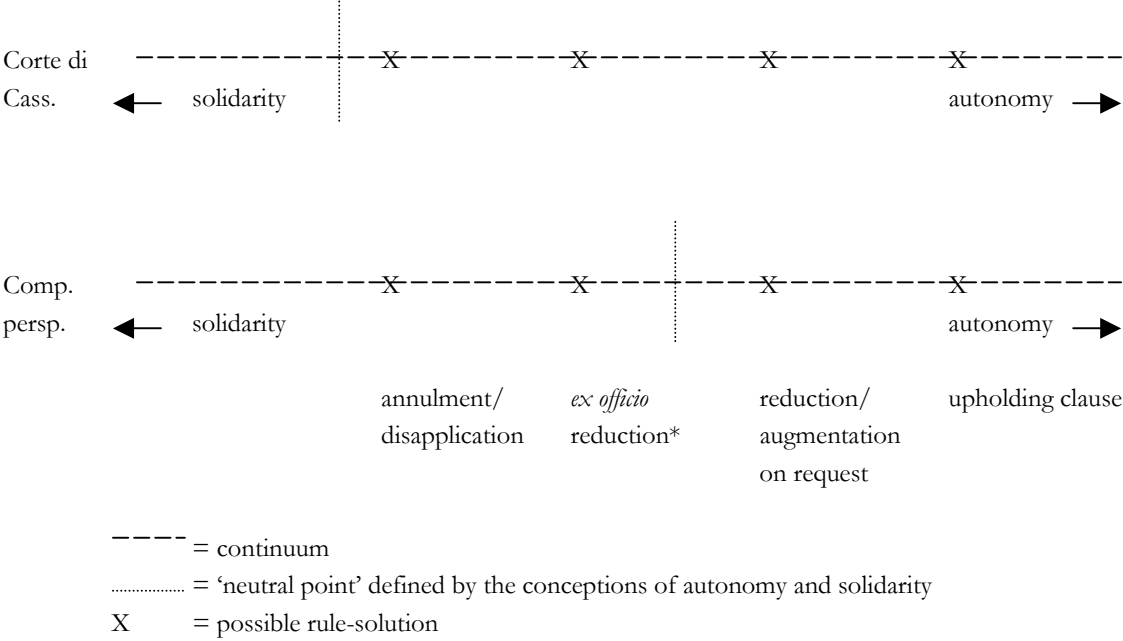 Corte di X X X X
Cass. solidarity autonomy
Comp. X X X X
persp. solidarity autonomy
annulment/ ex officio reduction/ upholding clause
disapplication reduction* augmentation
on request
= continuum
= ‘neutral point’ defined by the conceptions of autonomy and solidarity
X = possible rule-solution